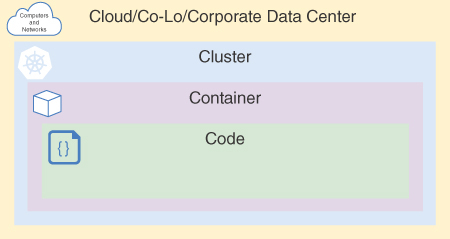 Computers
and
Networks
Cloud/Co-Lo/Corporate Data Center
Cluster
Container
{ }
Code